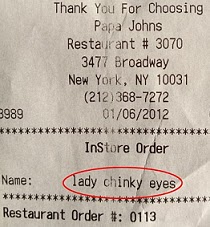 Thank You For Choosing
Papa Johns
Restaurant # 3070
3477 Broadway
New York, NY 10031
(212)368-7272
8989 01/06/2012
************************************
InStore Order
Name: lady chinky eyes
************************************
Restaurant Order #: 0113